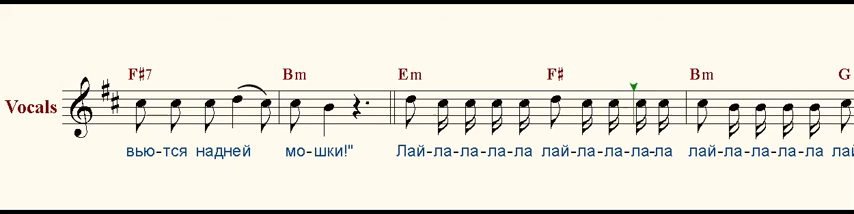 F♯7 Bm Em F♯ Bm G
Vocals
вью-тся надней мо-шки!" Лай-ла-ла-ла-ла лай-ла-ла-ла-ла лай-ла-ла-ла-ла лай